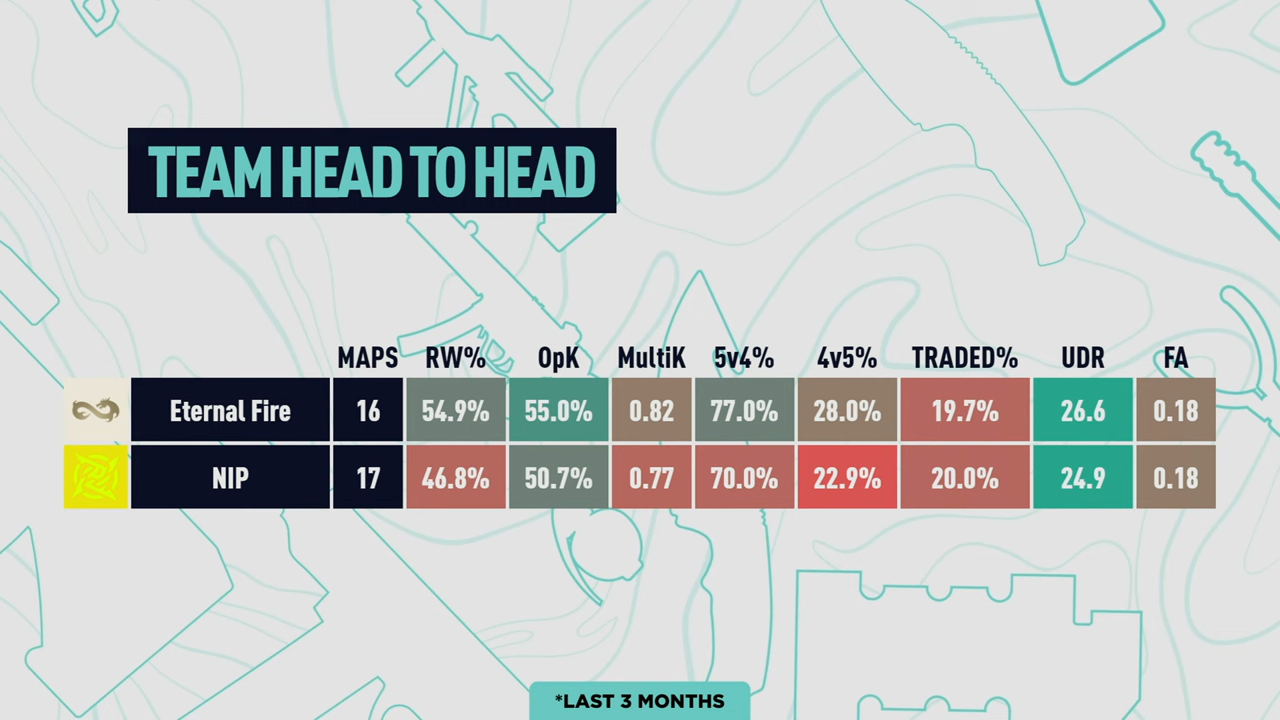 TEAM HEAD TO HEAD
MAPS RW% OpK MultiK 5v4% 4v5% TRADED% UDR FA
Eternal Fire 16 54.9% 55.0% 0.82 77.0% 28.0% 19.7% 26.6 0.18
NIP 17 46.8% 50.7% 0.77 70.0% 22.9% 20.0% 24.9 0.18
*LAST 3 MONTHS